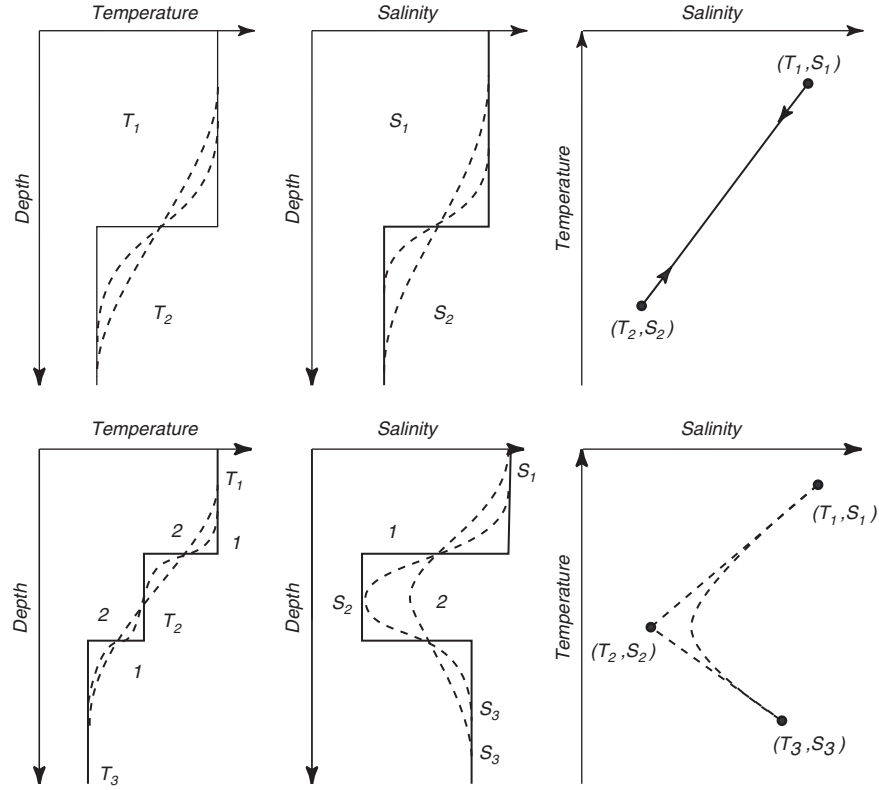 Temperature
Salinity
Salinity
Depth
T1
T2
Depth
S1
S2
Temperature
(T1,S1)
(T2,S2)
Temperature
Salinity
Salinity
Depth
T1
2
1
2
T2
1
T3
Depth
S1
1
S2
2
S3
S3
Temperature
(T1,S1)
(T2,S2)
(T3,S3)